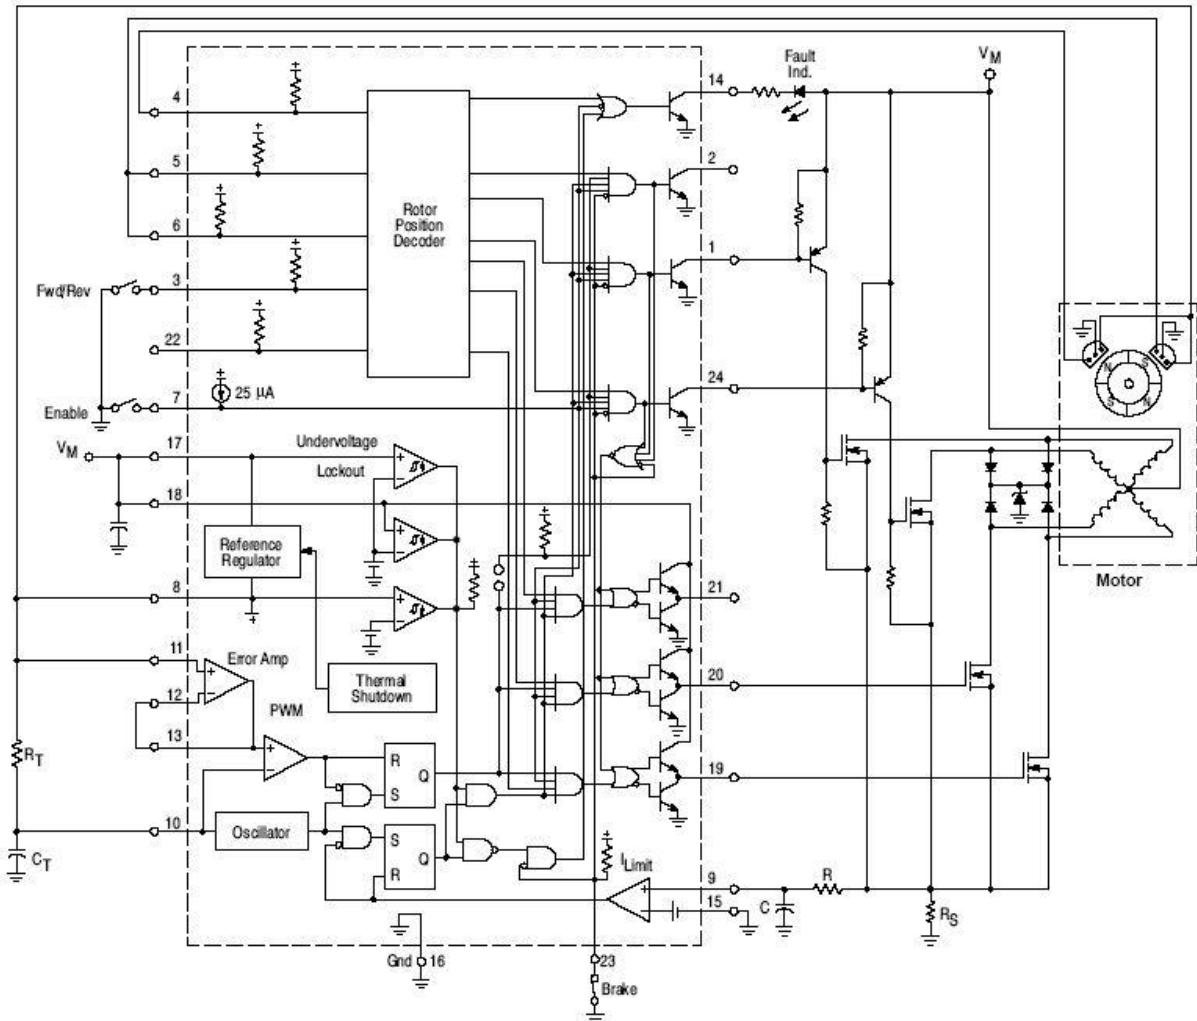 V_M
Fault
Ind.
14
4
2
5
Rotor
Position
Decoder
6
1
Fwd/Rev
3
22
24
Enable
7
25 µA
N
S
S
N
V_M
17
Undervoltage
Lockout
18
Reference
Regulator
Motor
8
21
11
Error Amp
Thermal
Shutdown
20
12
PWM
13
R_T
R
Q
S
19
10
Oscillator
S
Q
R
C_T
I_Limit
9
R
15
C
R_S
Gnd
16
23
Brake